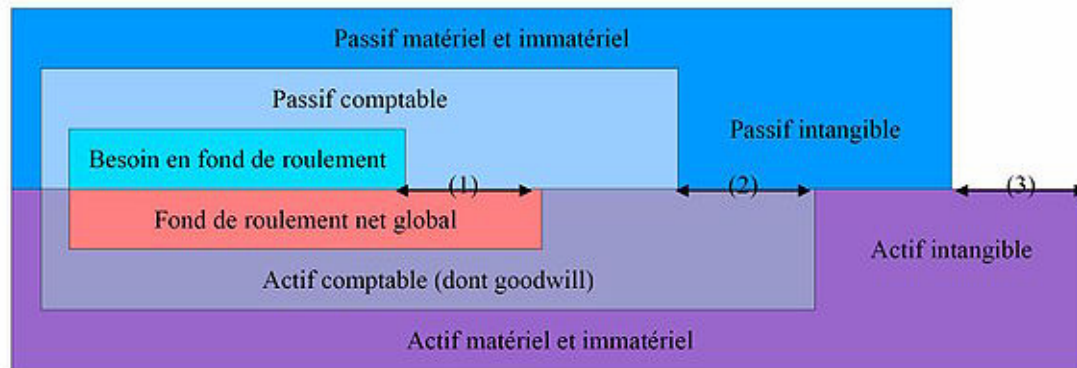 Passif matériel et immatériel
Passif comptable
Passif intangible
Besoin en fond de roulement
(1)
(2)
(3)
Fond de roulement net global
Actif intangible
Actif comptable (dont goodwill)
Actif matériel et immatériel